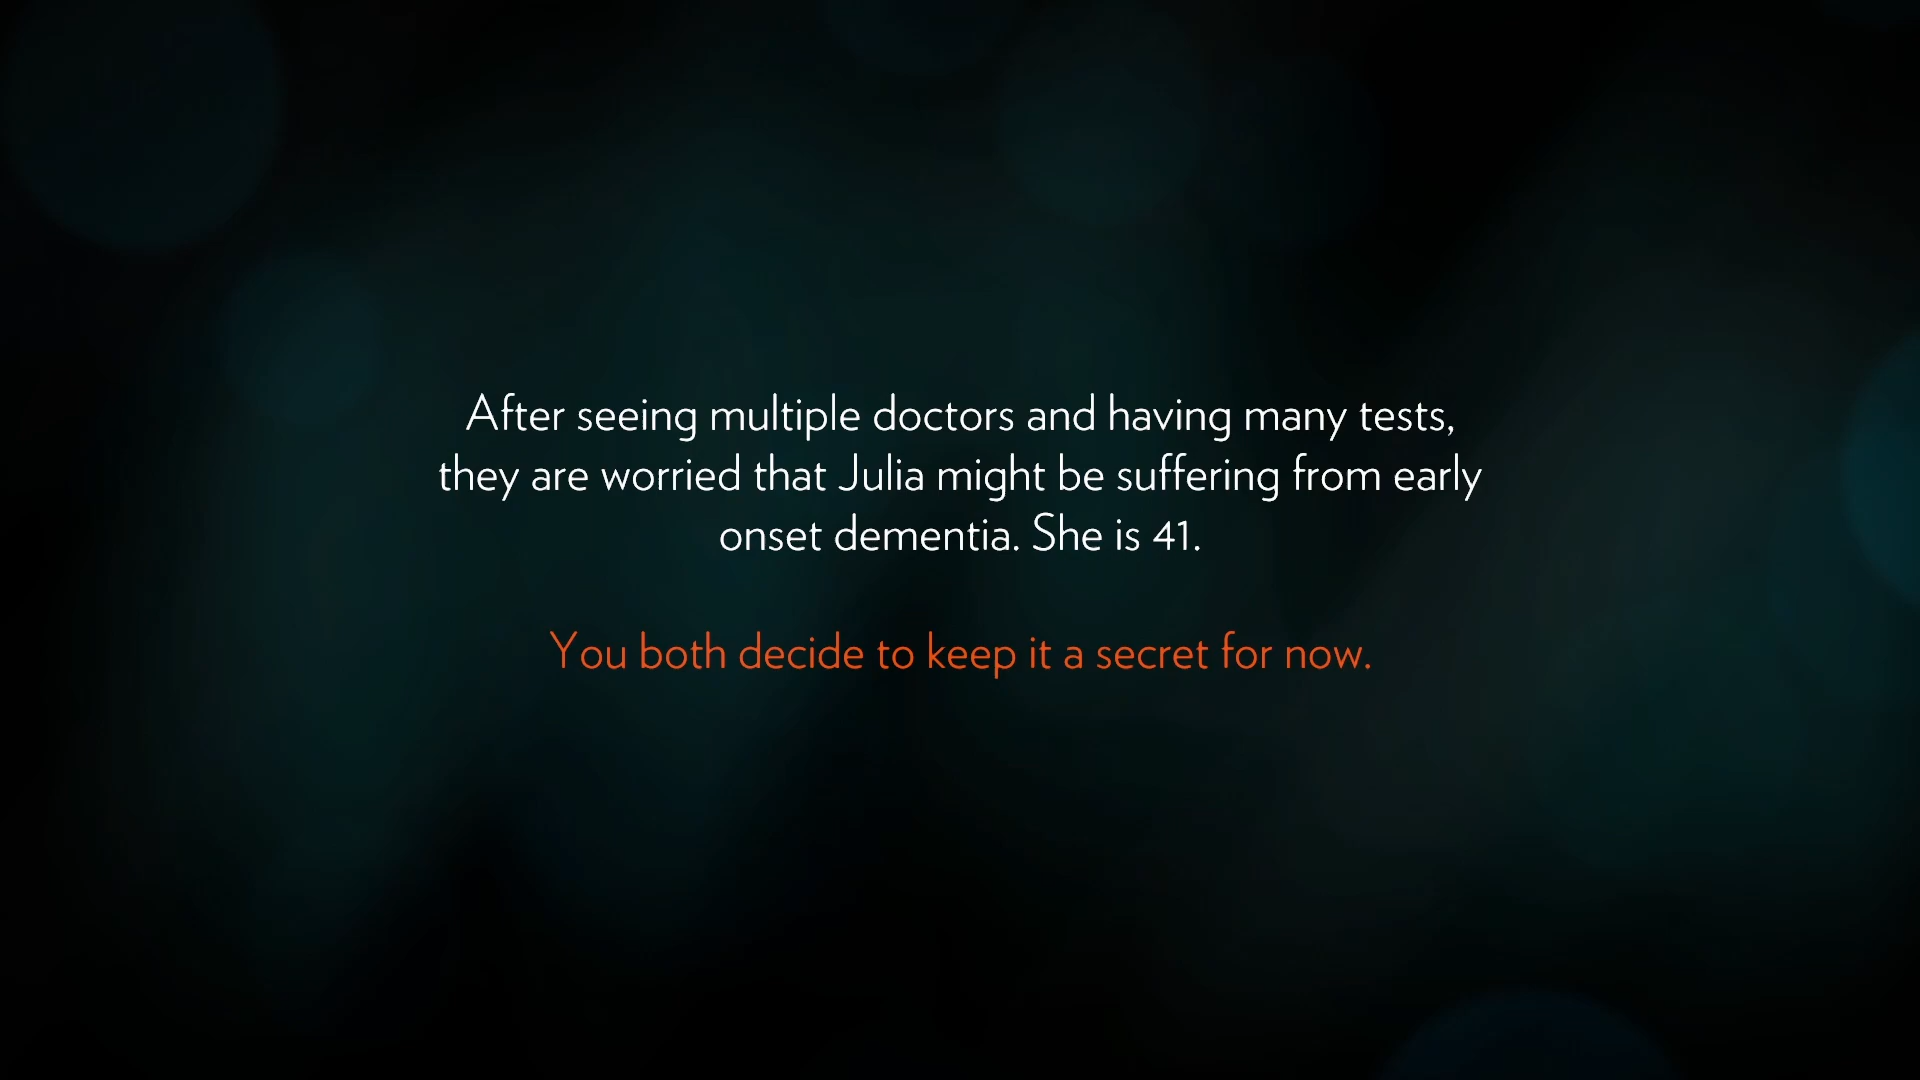 After seeing multiple doctors and having many tests,
they are worried that Julia might be suffering from early
onset dementia. She is 41.
You both decide to keep it a secret for now.